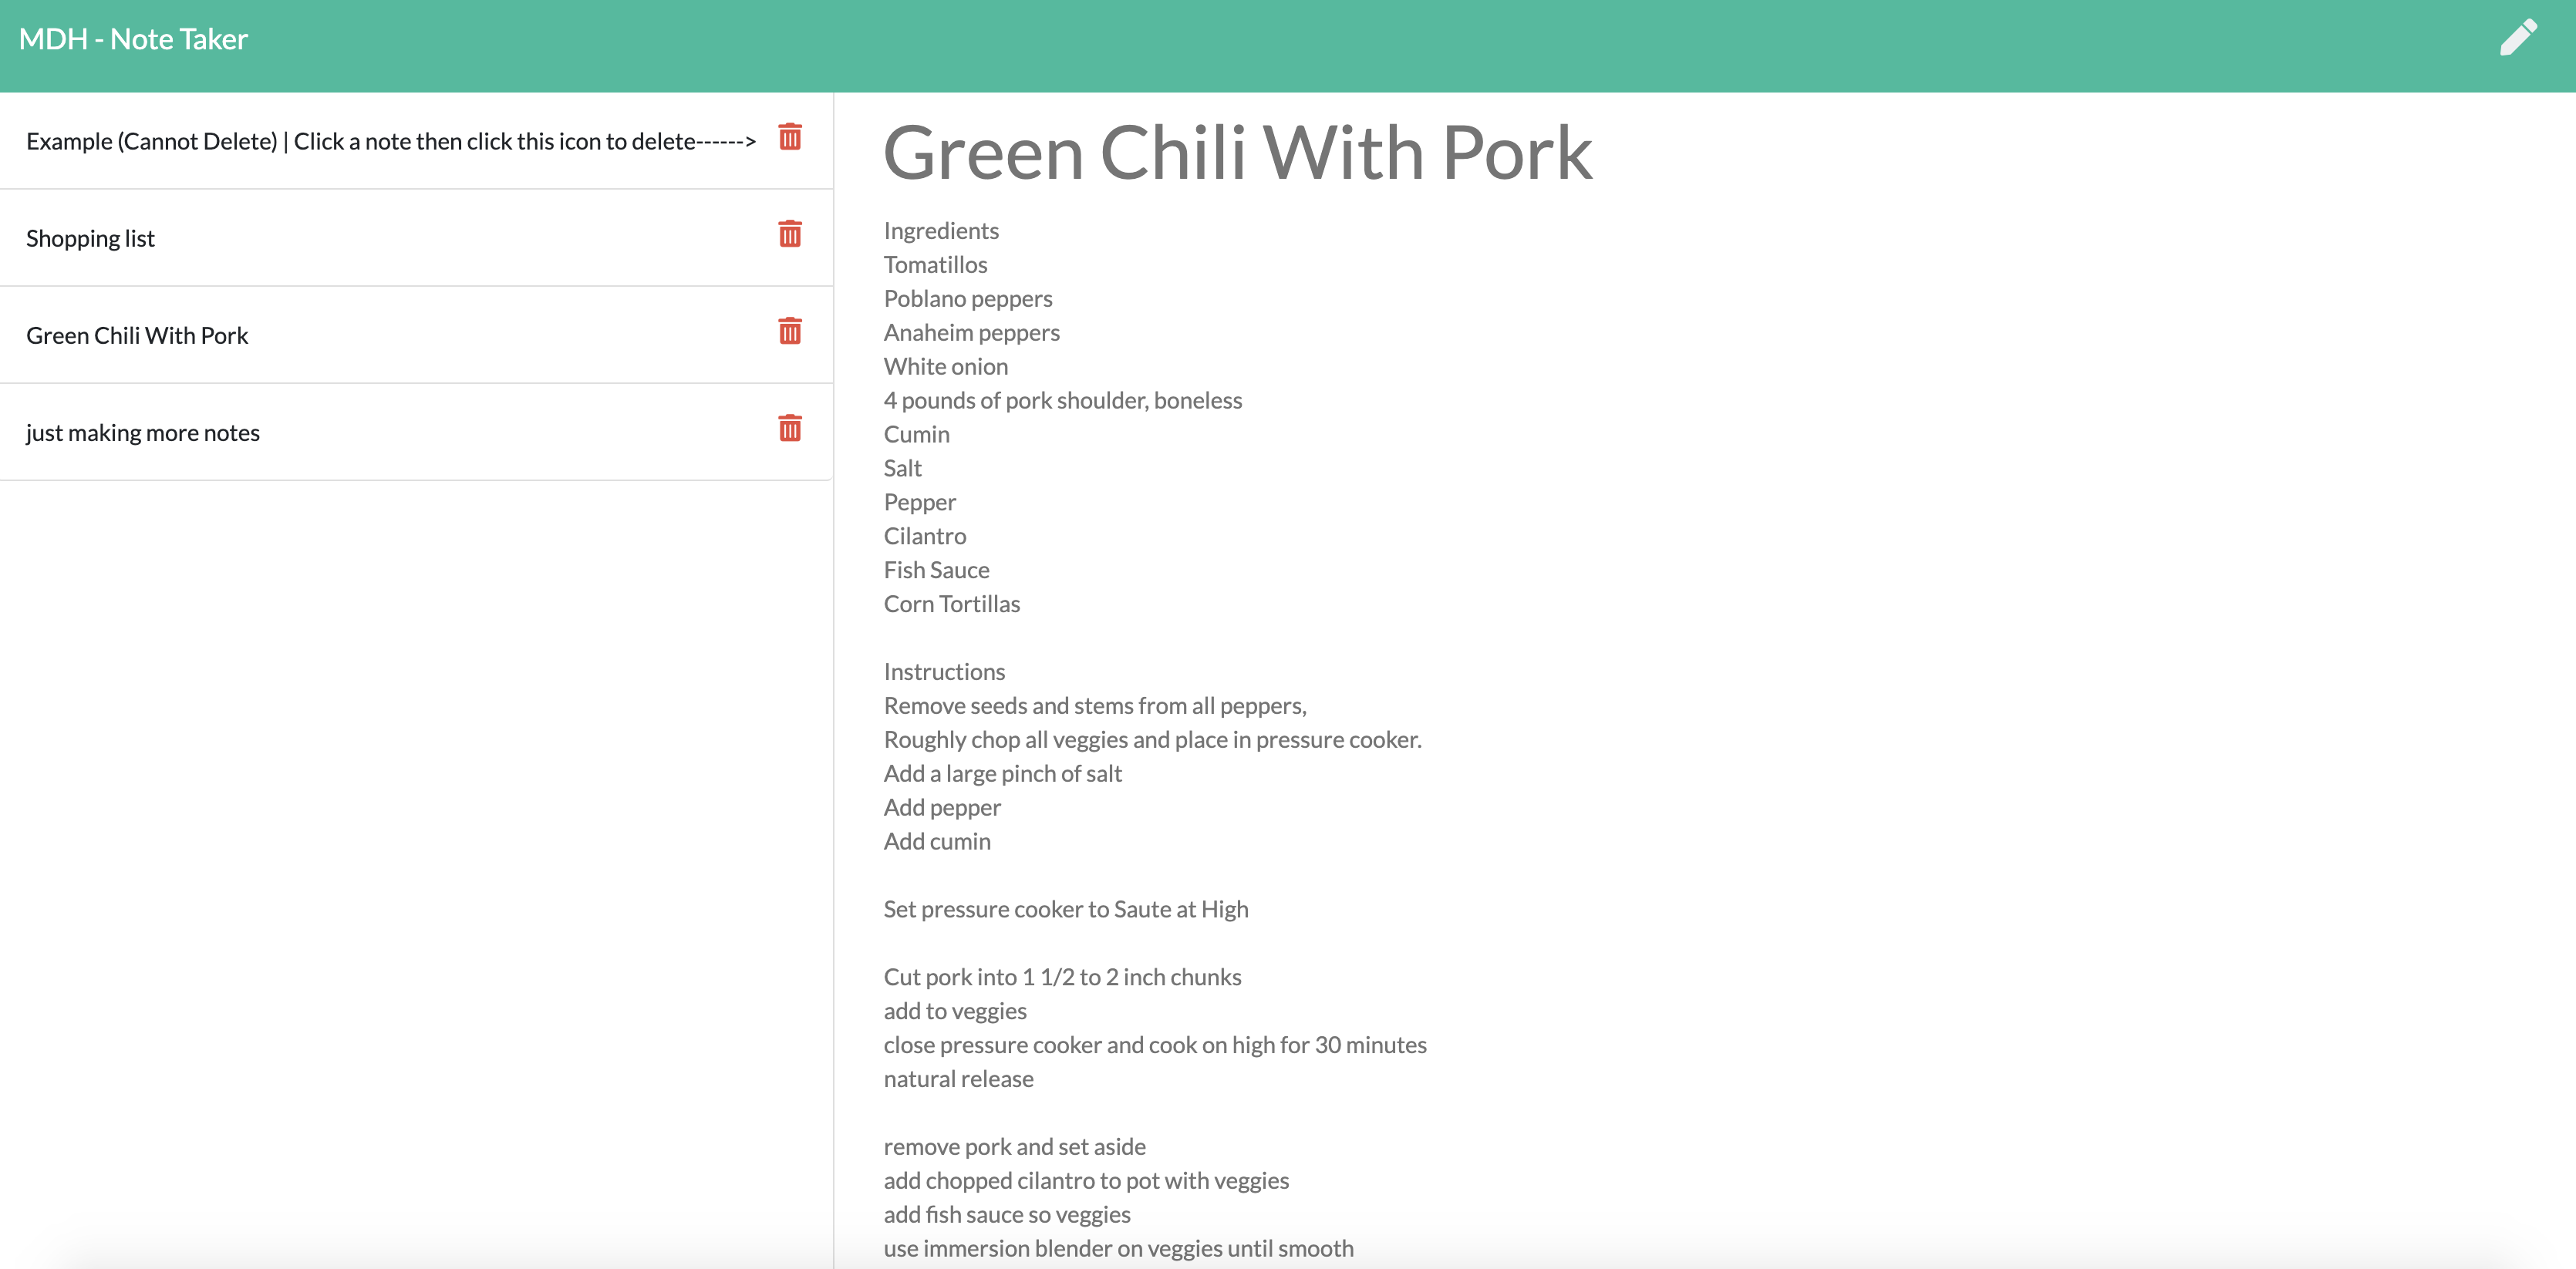 MDH - Note Taker
Example (Cannot Delete) | Click a note then click this icon to delete------>
Shopping list
Green Chili With Pork
just making more notes
Green Chili With Pork
Ingredients
Tomatillos
Poblano peppers
Anaheim peppers
White onion
4 pounds of pork shoulder, boneless
Cumin
Salt
Pepper
Cilantro
Fish Sauce
Corn Tortillas
Instructions
Remove seeds and stems from all peppers,
Roughly chop all veggies and place in pressure cooker.
Add a large pinch of salt
Add pepper
Add cumin
Set pressure cooker to Saute at High
Cut pork into 1 1/2 to 2 inch chunks
add to veggies
close pressure cooker and cook on high for 30 minutes
natural release
remove pork and set aside
add chopped cilantro to pot with veggies
add fish sauce so veggies
use immersion blender on veggies until smooth